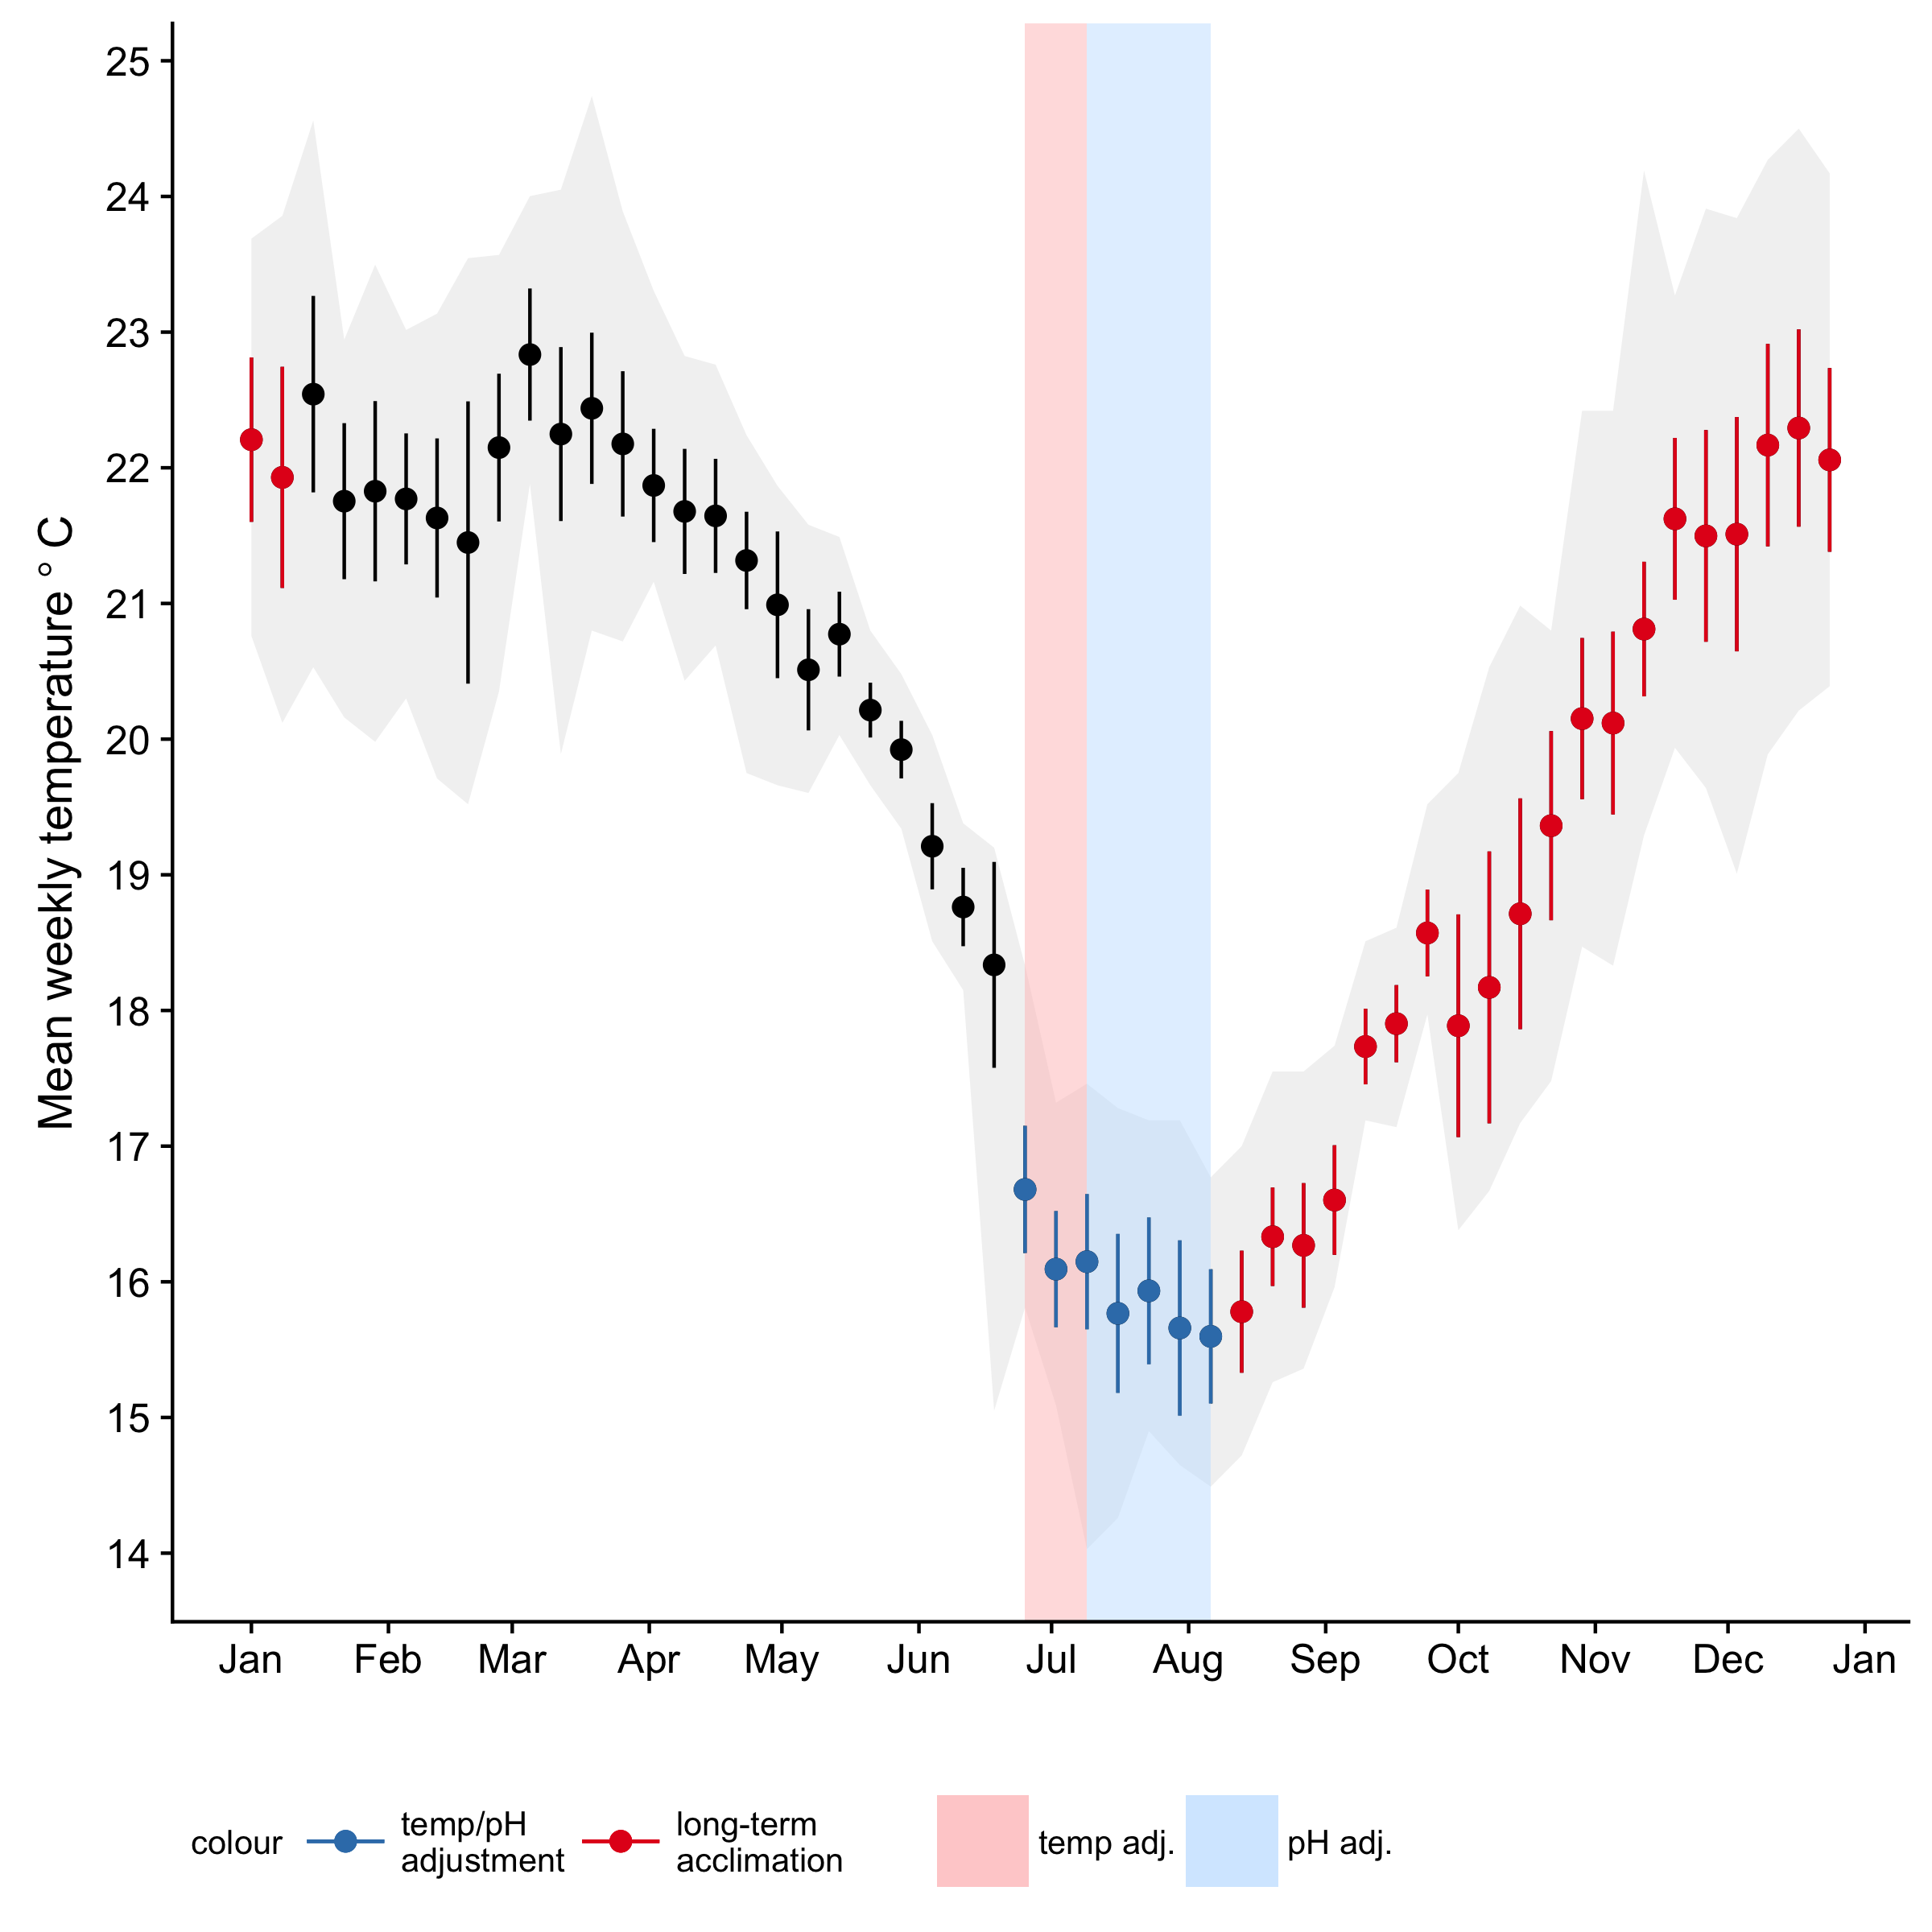 Mean weekly temperature ° C
25
24
23
22
21
20
19
18
17
16
15
14
Jan Feb Mar Apr May Jun Jul Aug Sep Oct Nov Dec Jan
colour
temp/pH
adjustment
long-term
acclimation
temp adj.
pH adj.